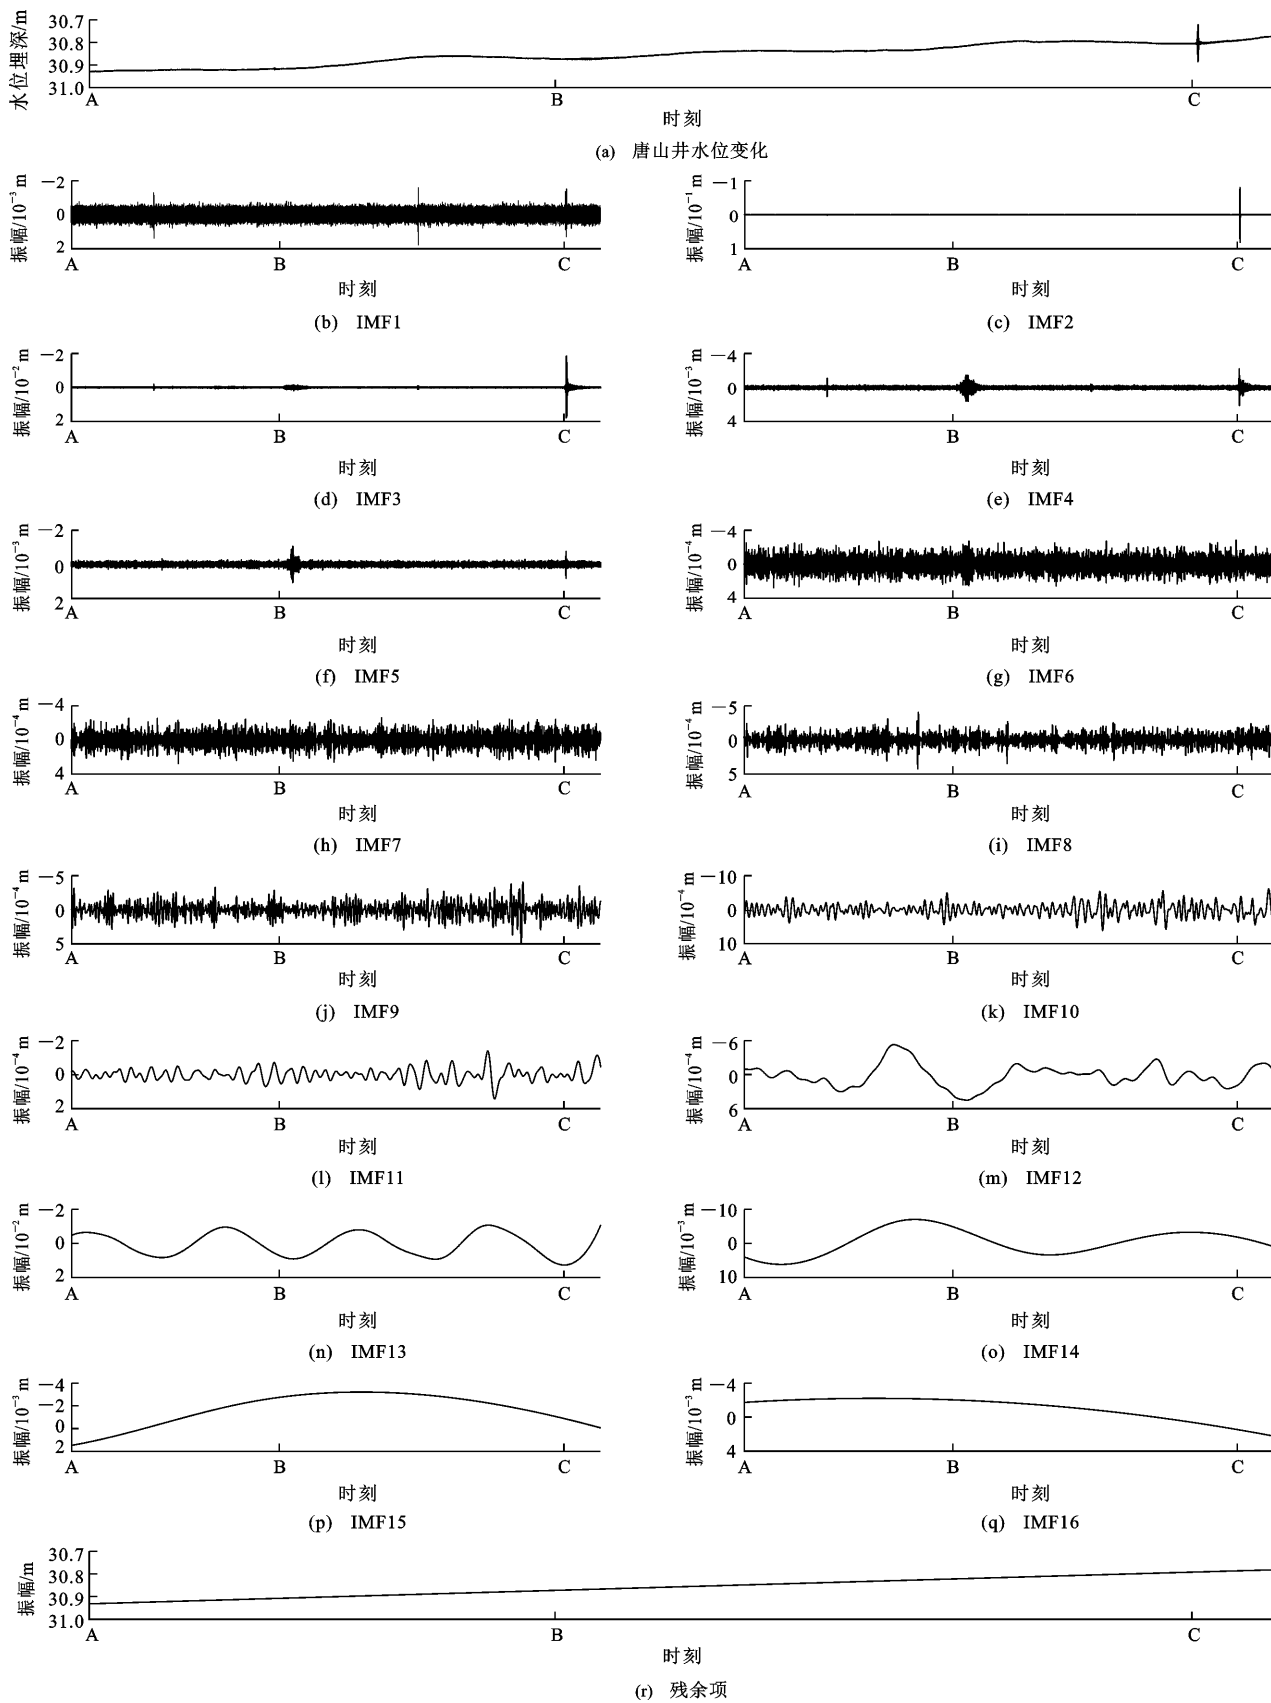 水位埋深/m
30.7
30.8
30.9
31.0
A B C
时刻
(a) 唐山井水位变化
振幅/10⁻³ m
−2
0
2
A B C
时刻
(b) IMF1
振幅/10⁻¹ m
−1
0
1
A B C
时刻
(c) IMF2
振幅/10⁻² m
−2
0
2
A B C
时刻
(d) IMF3
振幅/10⁻³ m
−4
0
4
B C
时刻
(e) IMF4
振幅/10⁻³ m
−2
0
2
A B C
时刻
(f) IMF5
振幅/10⁻⁴ m
−4
0
4
A B C
时刻
(g) IMF6
振幅/10⁻⁴ m
−4
0
4
A B C
时刻
(h) IMF7
振幅/10⁻⁴ m
−5
0
5
A B C
时刻
(i) IMF8
振幅/10⁻⁴ m
−5
0
5
A B C
时刻
(j) IMF9
振幅/10⁻⁴ m
−10
0
10
A B C
时刻
(k) IMF10
振幅/10⁻⁴ m
−2
0
2
A B C
时刻
(l) IMF11
振幅/10⁻⁴ m
−6
0
6
A B C
时刻
(m) IMF12
振幅/10⁻² m
−2
0
2
A B C
时刻
(n) IMF13
振幅/10⁻³ m
−10
0
10
A B C
时刻
(o) IMF14
振幅/10⁻³ m
−4
−2
0
2
A B C
时刻
(p) IMF15
振幅/10⁻³ m
−4
0
4
A B C
时刻
(q) IMF16
振幅/m
30.7
30.8
30.9
31.0
A B C
时刻
(r) 残余项